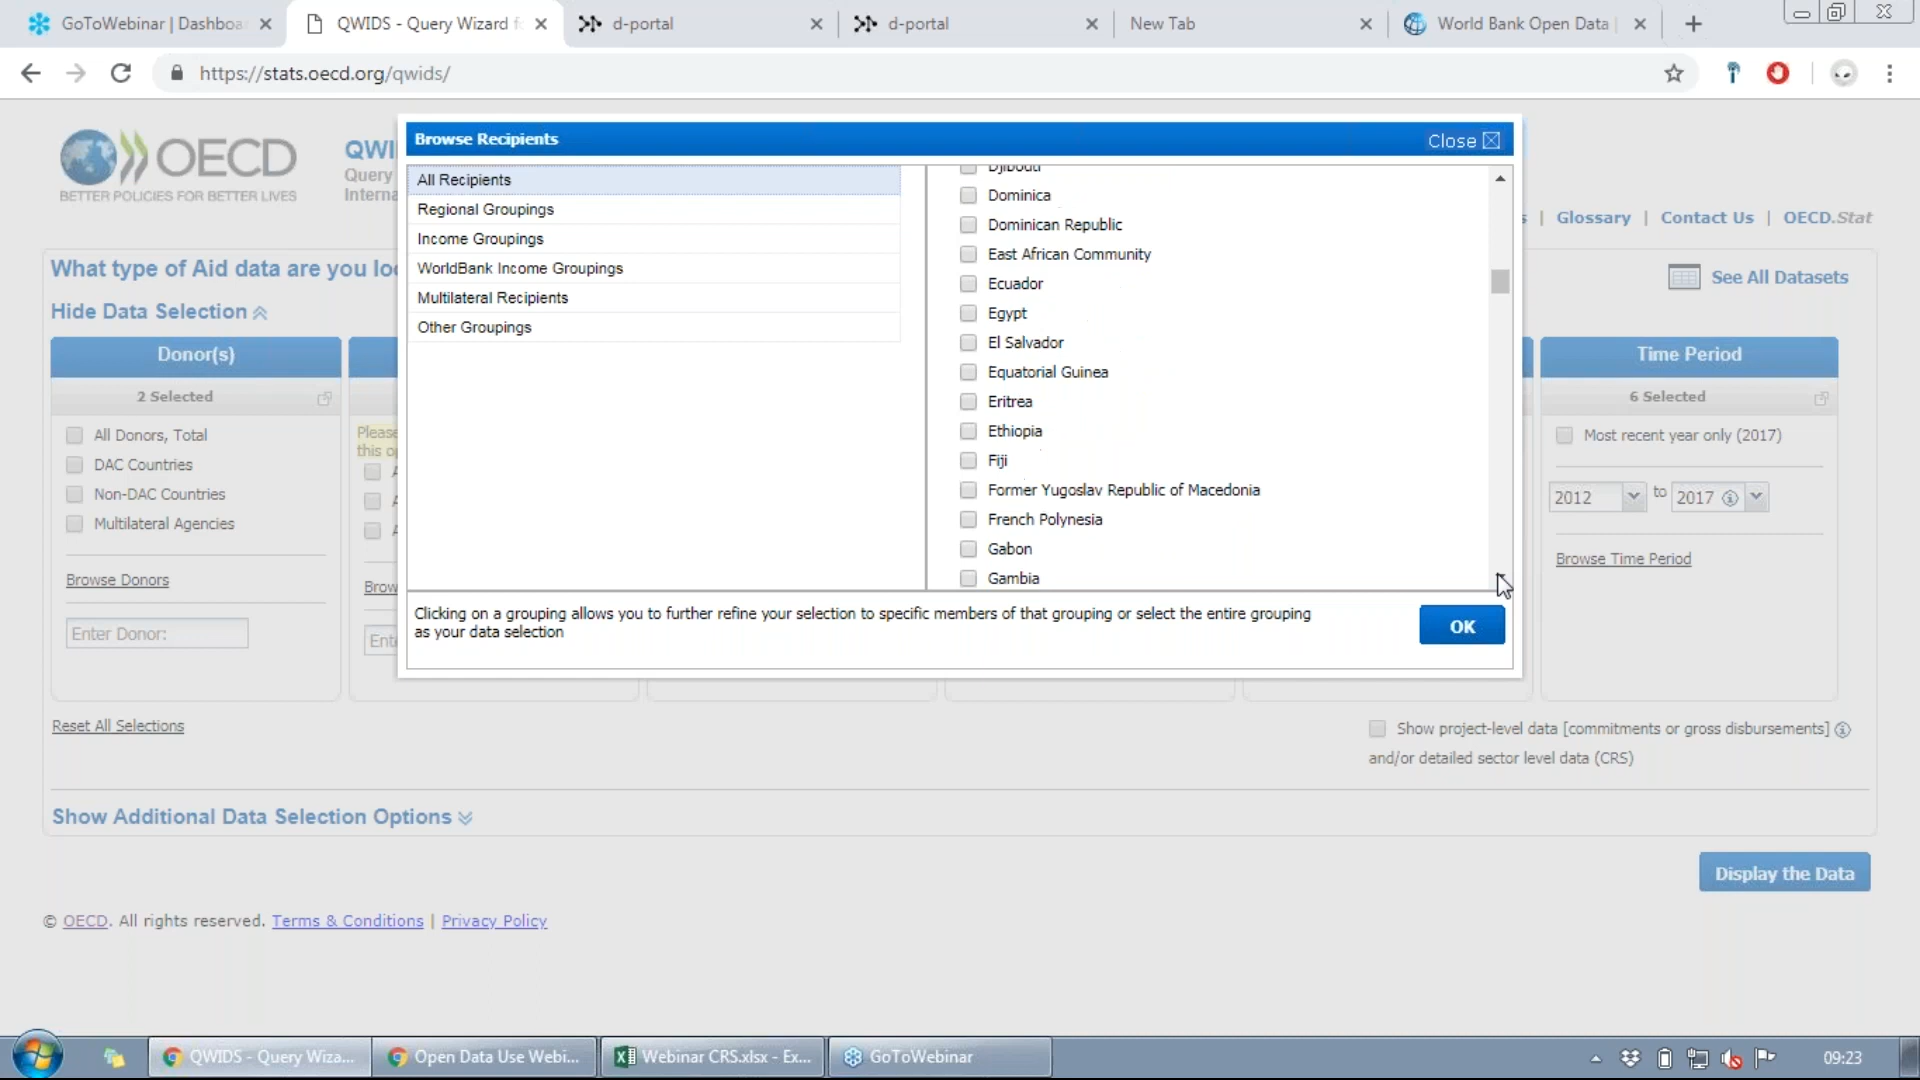 GoToWebinar | Dashboa
QWIDS - Query Wizard f
d-portal
d-portal
New Tab
World Bank Open Data |
https://stats.oecd.org/qwids/
OECD
BETTER POLICIES FOR BETTER LIVES
QWI
Query
Interna
Browse Recipients
Close
All Recipients
Regional Groupings
Income Groupings
WorldBank Income Groupings
Multilateral Recipients
Other Groupings
Djibouti
Dominica
Dominican Republic
East African Community
Ecuador
Egypt
El Salvador
Equatorial Guinea
Eritrea
Ethiopia
Fiji
Former Yugoslav Republic of Macedonia
French Polynesia
Gabon
Gambia
Clicking on a grouping allows you to further refine your selection to specific members of that grouping or select the entire grouping
as your data selection
OK
s | Glossary | Contact Us | OECD.Stat
What type of Aid data are you loo
See All Datasets
Hide Data Selection
Donor(s)
2 Selected
All Donors, Total
DAC Countries
Non-DAC Countries
Multilateral Agencies
Browse Donors
Enter Donor:
Please
this op
A
A
A
Brow
Ente
Time Period
6 Selected
Most recent year only (2017)
2012 to 2017
Browse Time Period
Reset All Selections
Show project-level data [commitments or gross disbursements]
and/or detailed sector level data (CRS)
Show Additional Data Selection Options
Display the Data
© OECD. All rights reserved. Terms & Conditions | Privacy Policy
QWIDS - Query Wiza...
Open Data Use Webi...
Webinar CRS.xlsx - Ex...
GoToWebinar
09:23